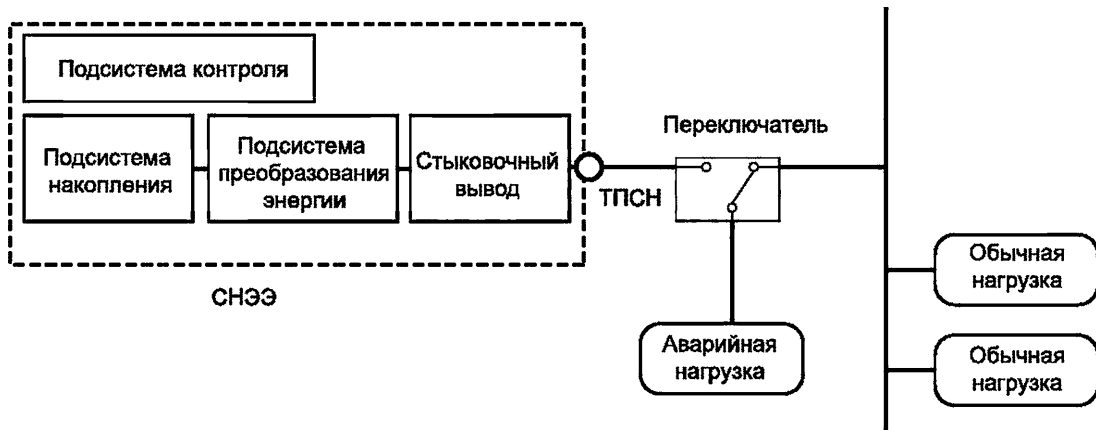 Подсистема контроля
Подсистема
накопления
Подсистема
преобразования
энергии
Стыковочный
вывод
ТПСН
Переключатель
СНЭЭ
Аварийная
нагрузка
Обычная
нагрузка
Обычная
нагрузка